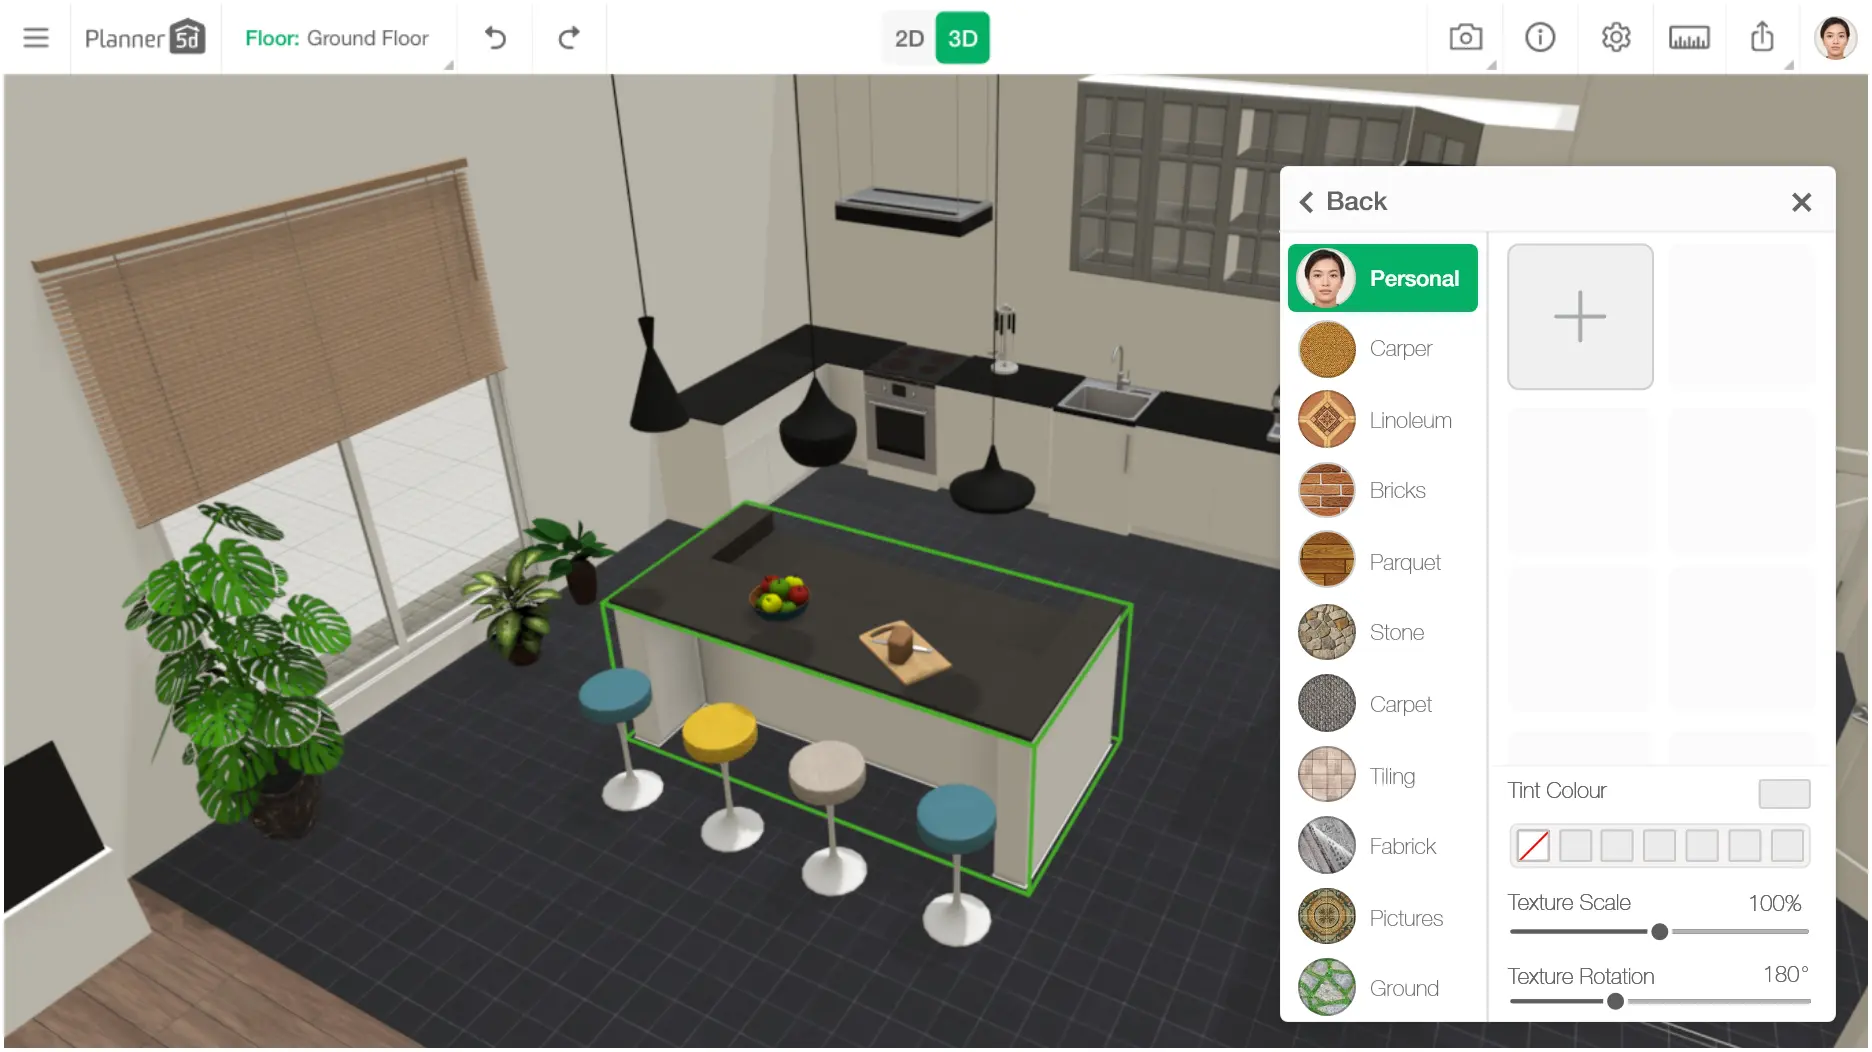 Planner 5d
Floor: Ground Floor
2D 3D
Back
Personal
Carper
Linoleum
Bricks
Parquet
Stone
Carpet
Tiling
Fabrick
Pictures
Ground
Tint Colour
Texture Scale 100%
Texture Rotation 180°